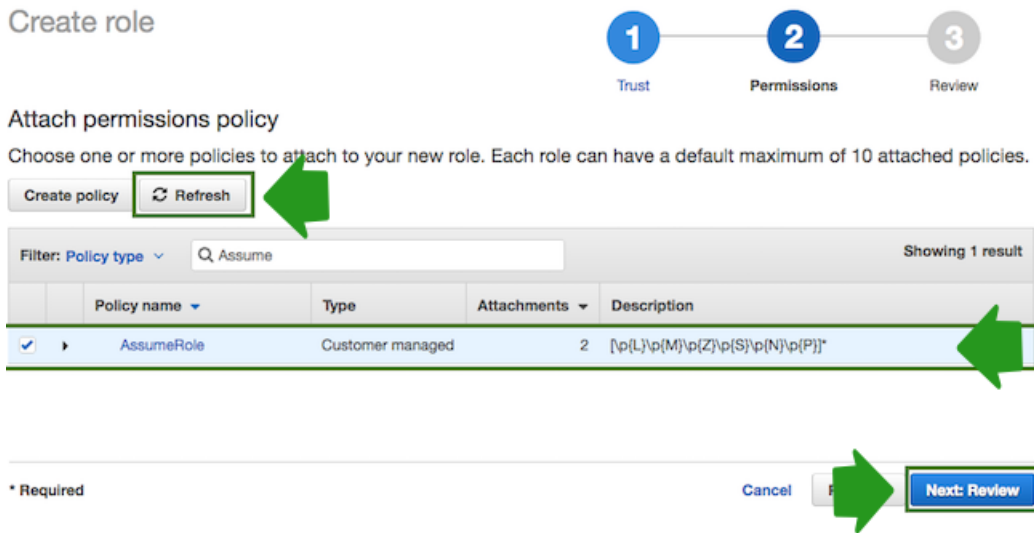 Create role
1
2
3
Trust
Permissions
Review
Attach permissions policy
Choose one or more policies to attach to your new role. Each role can have a default maximum of 10 attached policies.
Create policy
Refresh
Filter: Policy type
Assume
Showing 1 result
Policy name
Type
Attachments
Description
AssumeRole
Customer managed
2
[\p{L}\p{M}\p{Z}\p{S}\p{N}\p{P}]*
* Required
Cancel
Next: Review